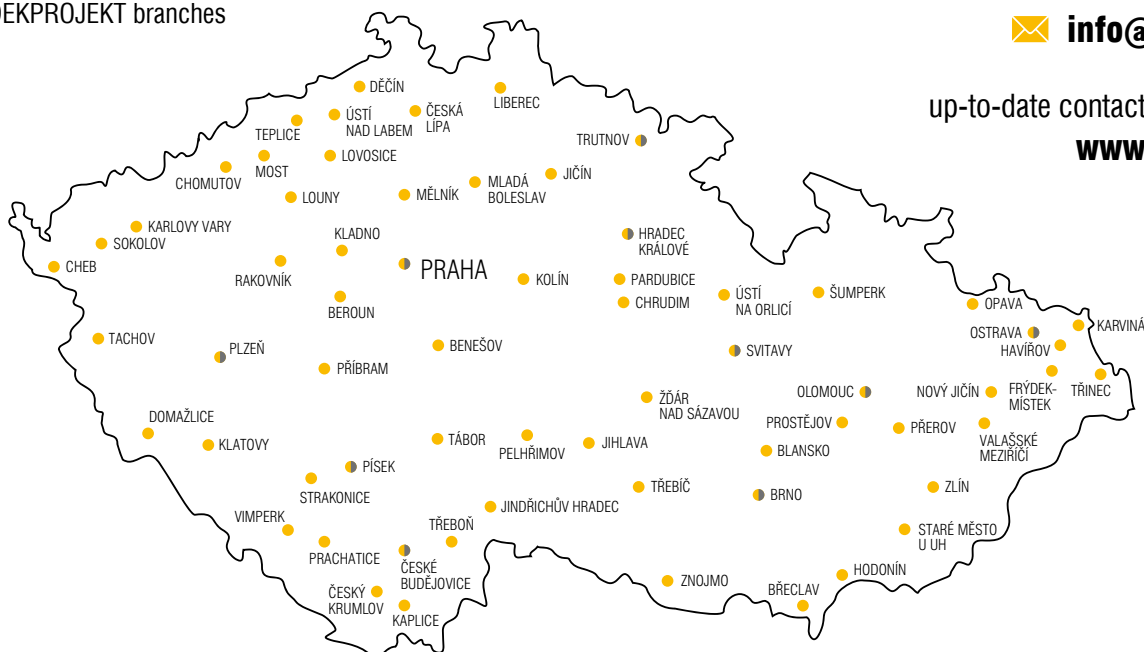 DEKPROJEKT branches
info@
up-to-date contact
www
DĚČÍN
LIBEREC
ÚSTÍ
NAD LABEM
ČESKÁ
LÍPA
TEPLICE
TRUTNOV
MOST
LOVOSICE
CHOMUTOV
JIČÍN
MLADÁ
BOLESLAV
LOUNY
MĚLNÍK
KARLOVY VARY
SOKOLOV
KLADNO
HRADEC
KRÁLOVÉ
CHEB
RAKOVNÍK
PRAHA
KOLÍN
PARDUBICE
BEROUN
CHRUDIM
ÚSTÍ
NA ORLICÍ
ŠUMPERK
OPAVA
TACHOV
OSTRAVA
KARVINÁ
PLZEŇ
BENEŠOV
SVITAVY
HAVÍŘOV
PŘÍBRAM
OLOMOUC
NOVÝ JIČÍN
FRÝDEK-
MÍSTEK
TŘINEC
ŽĎÁR
NAD SÁZAVOU
DOMAŽLICE
PROSTĚJOV
PŘEROV
KLATOVY
TÁBOR
PELHŘIMOV
JIHLAVA
BLANSKO
VALAŠSKÉ
MEZIŘÍČÍ
PÍSEK
STRAKONICE
TŘEBÍČ
BRNO
ZLÍN
JINDŘICHŮV HRADEC
VIMPERK
TŘEBOŇ
STARÉ MĚSTO
U UH
PRACHATICE
ČESKÉ
BUDĚJOVICE
HODONÍN
ČESKÝ
KRUMLOV
ZNOJMO
BŘECLAV
KAPLICE